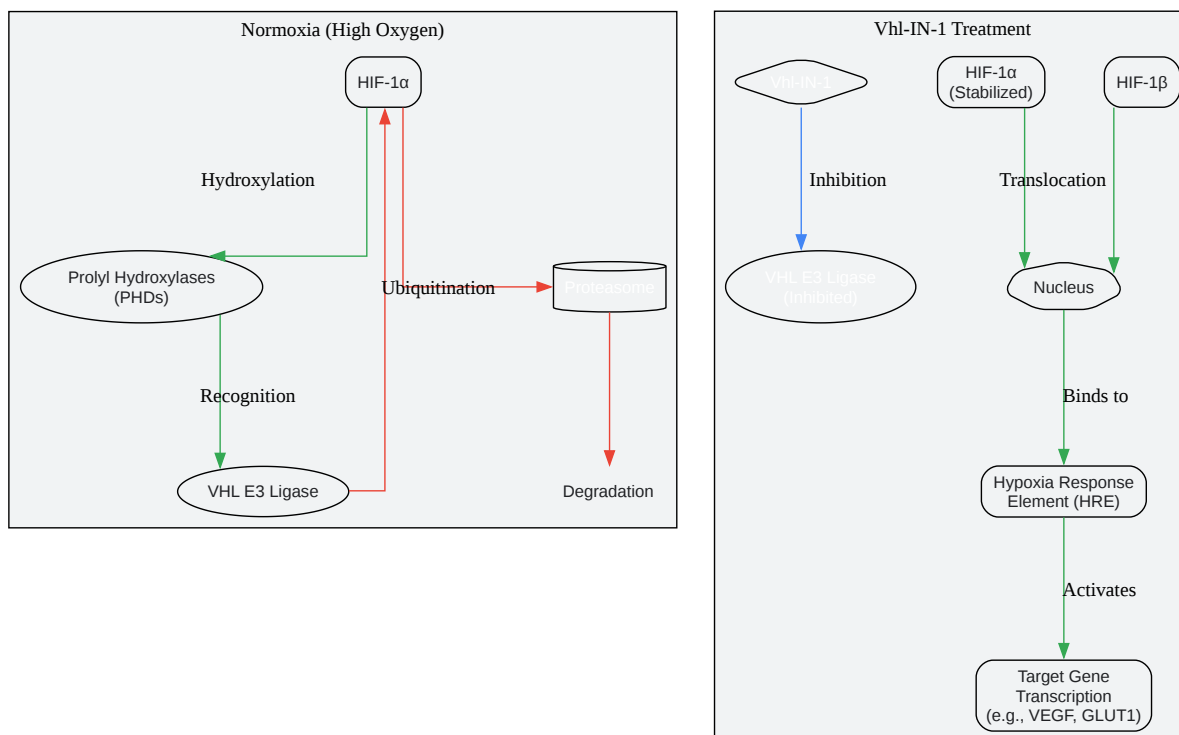 Normoxia (High Oxygen)
HIF-1α
Hydroxylation
Prolyl Hydroxylases
(PHDs)
Ubiquitination
Proteasome
Recognition
VHL E3 Ligase
Degradation
Vhl-IN-1 Treatment
Vhl-IN-1
HIF-1α
(Stabilized)
HIF-1β
Inhibition
Translocation
VHL E3 Ligase
(Inhibited)
Nucleus
Binds to
Hypoxia Response
Element (HRE)
Activates
Target Gene
Transcription
(e.g., VEGF, GLUT1)